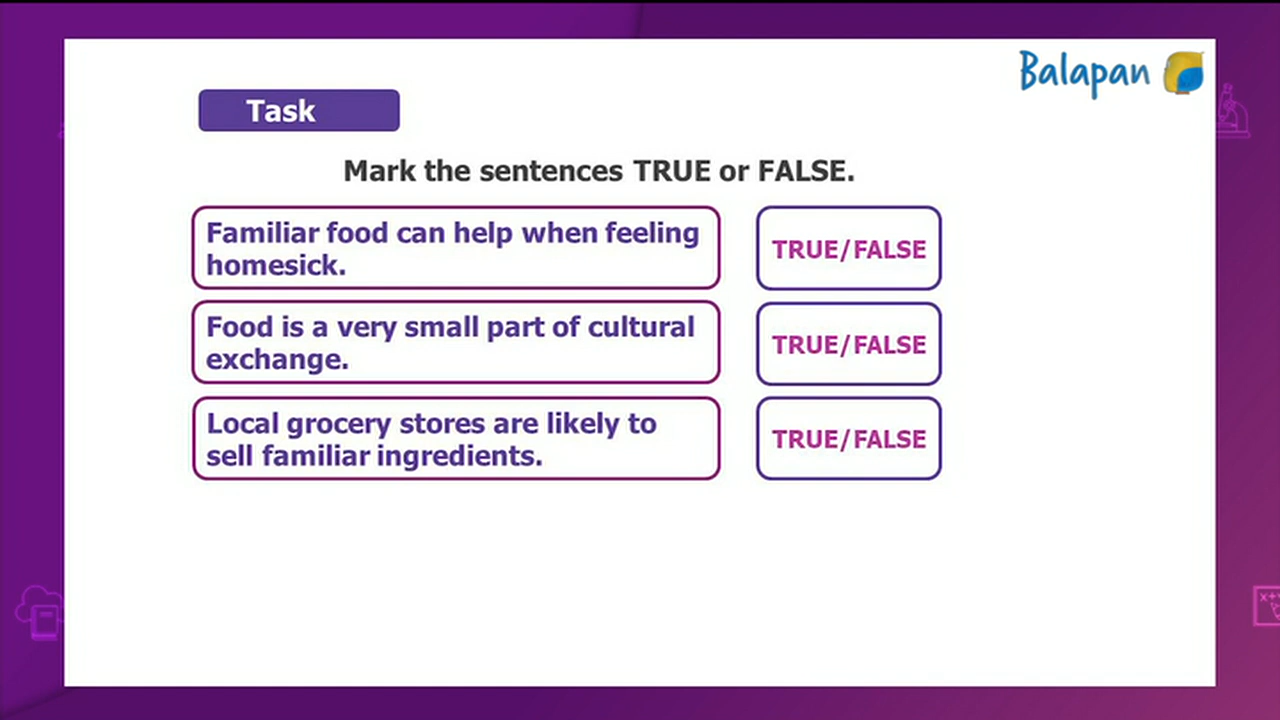 Balapan
Task
Mark the sentences TRUE or FALSE.
Familiar food can help when feeling
homesick.
TRUE/FALSE
Food is a very small part of cultural
exchange.
TRUE/FALSE
Local grocery stores are likely to
sell familiar ingredients.
TRUE/FALSE